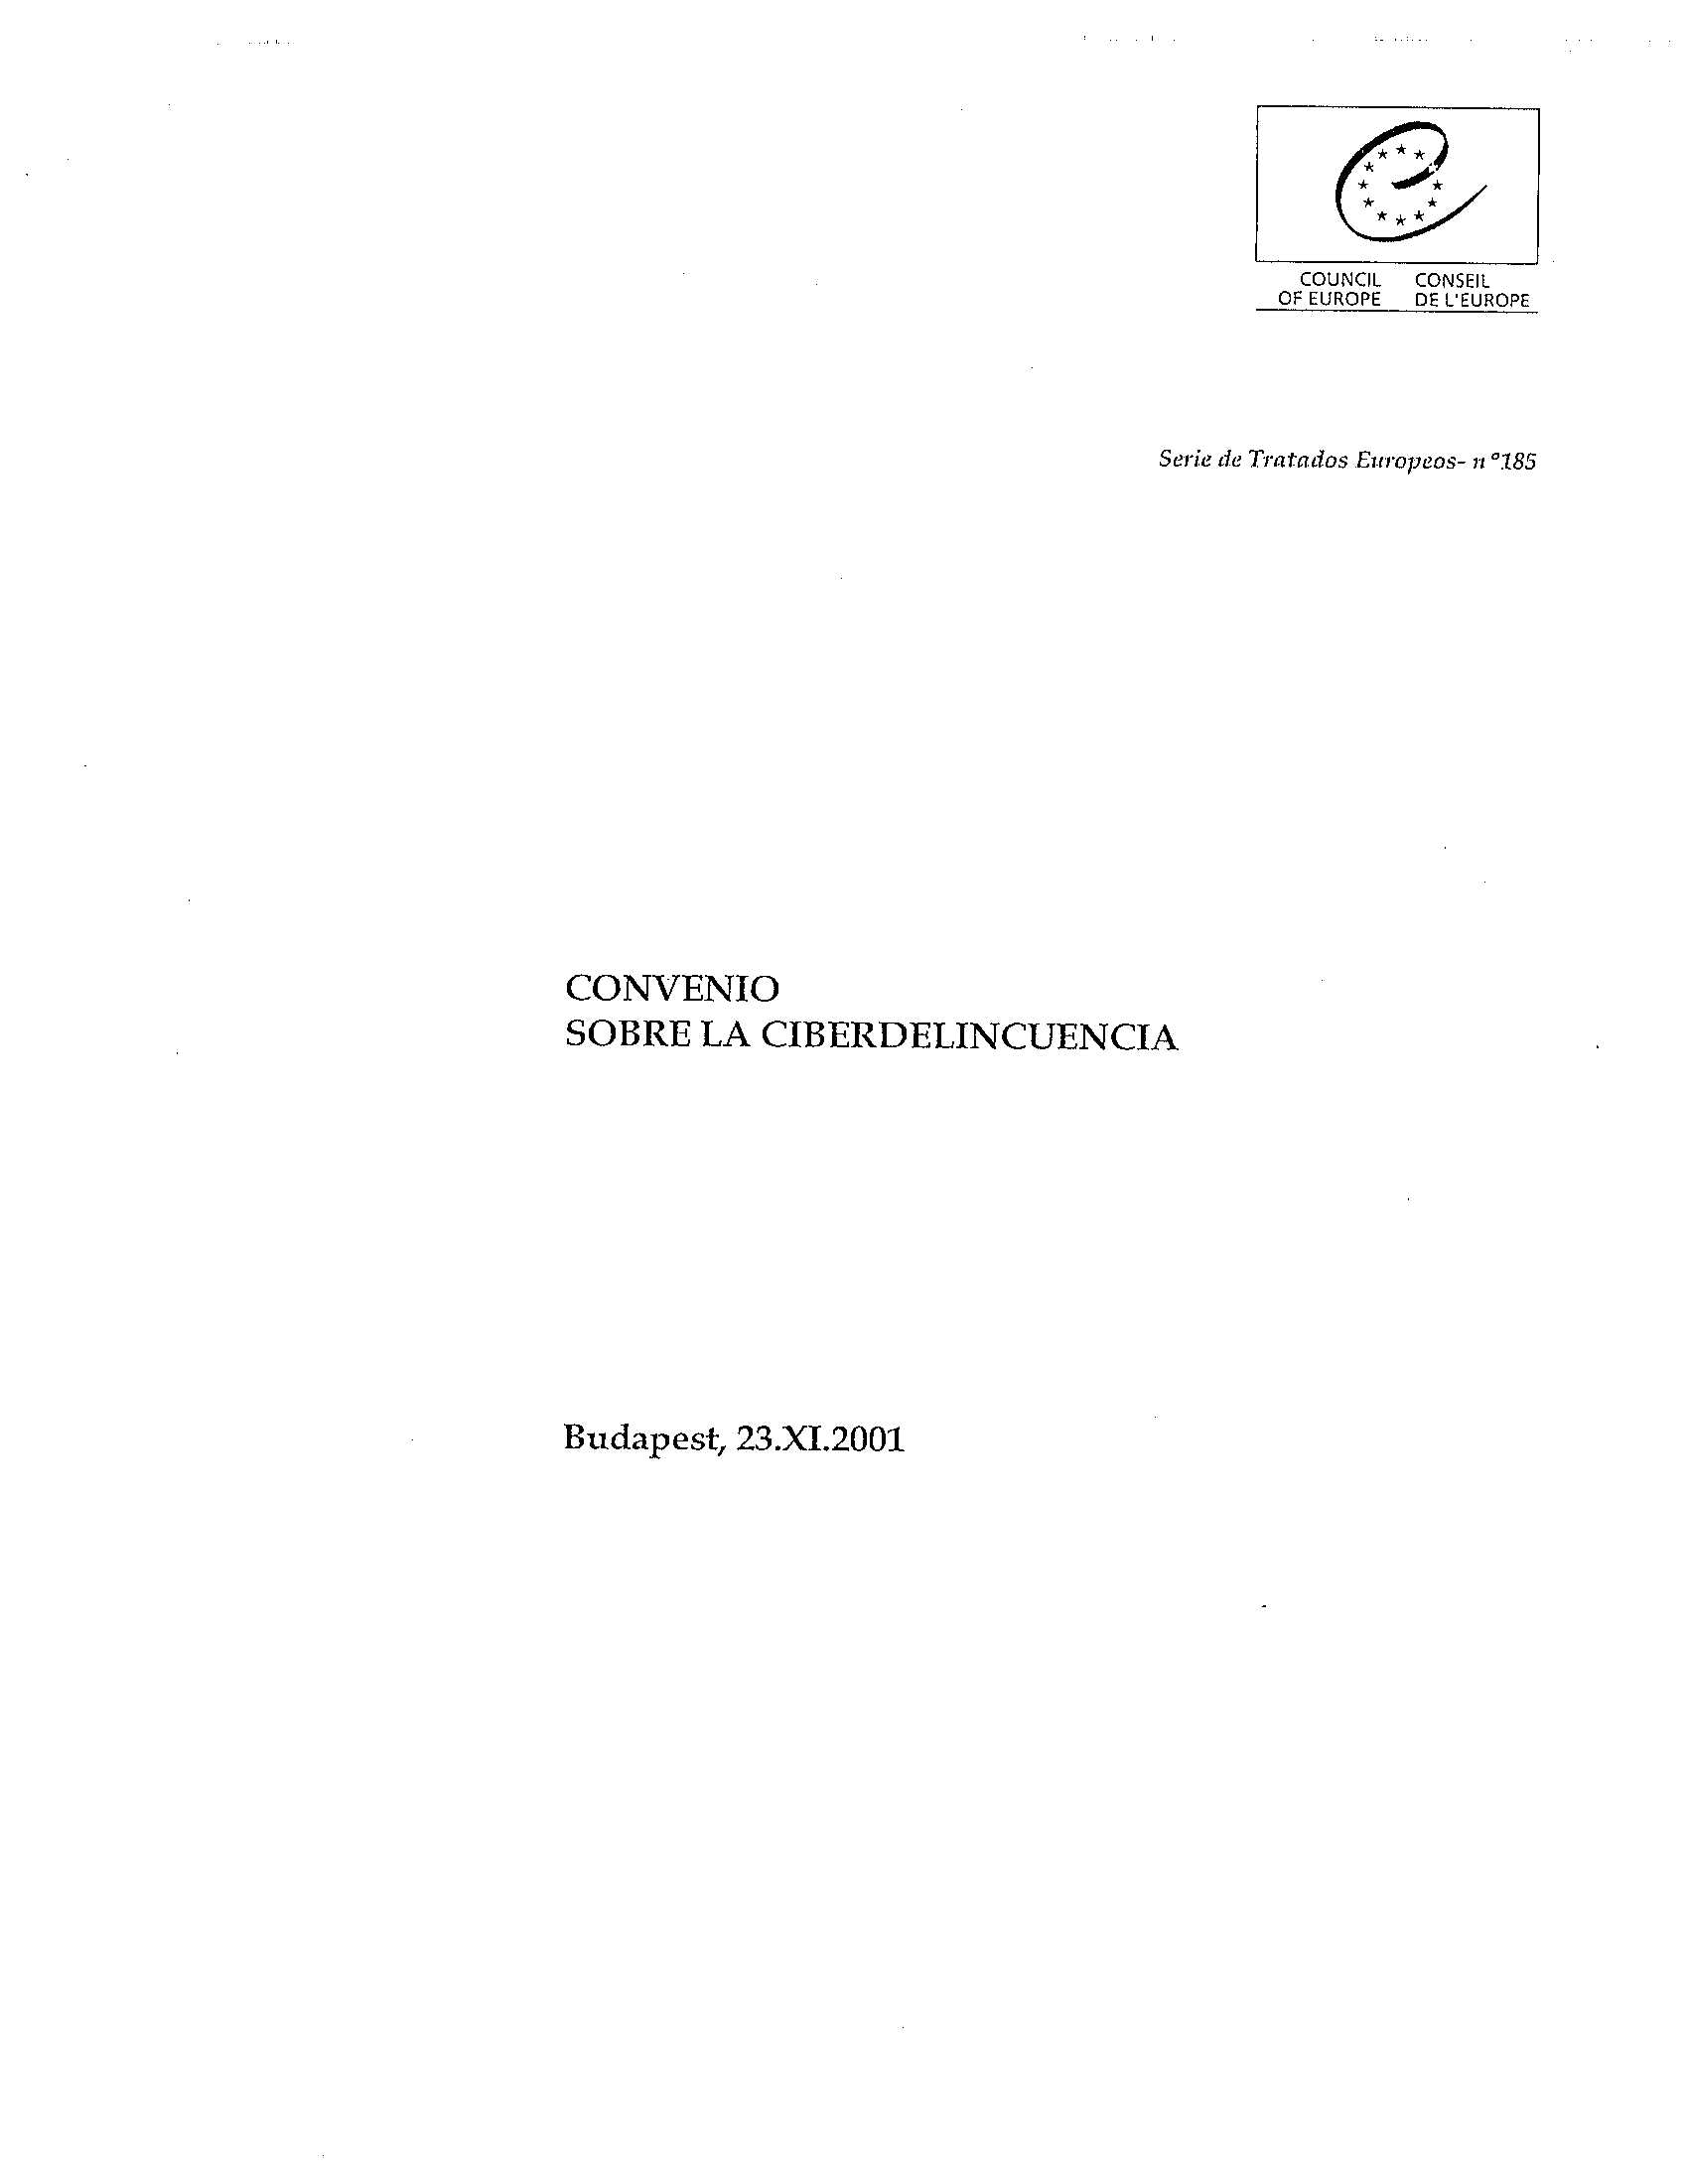 COUNCIL CONSEIL
OF EUROPE DE L'EUROPE
Serie de Tratados Europeos- n°185
CONVENIO
SOBRE LA CIBERDELINCUENCIA
Budapest, 23.XI.2001